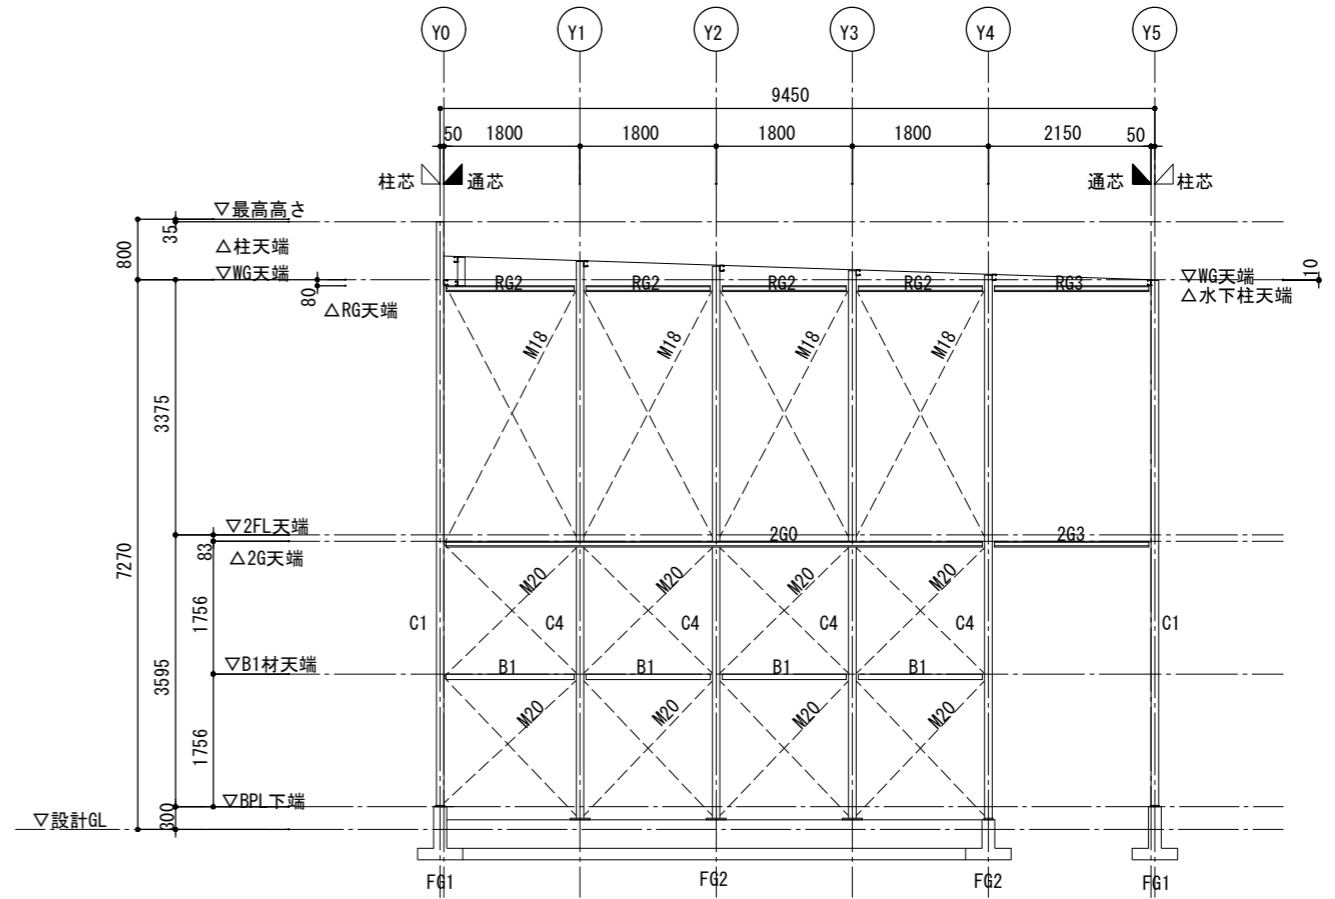 Y0 Y1 Y2 Y3 Y4 Y5
9450
50 1800 1800 1800 1800 2150 50
柱芯 通芯 通芯 柱芯
▽最高高さ
35
800
△柱天端
▽WG天端
80
△RG天端
RG2 RG2 RG2 RG2 RG3
▽WG天端
△水下柱天端
10
M18 M18 M18 M18
3375
7270
▽2FL天端
83
△2G天端
2G0 2G3
M20 M20 M20 M20
1756
C1 C4 C4 C4 C4 C1
3595
▽B1材天端
B1 B1 B1 B1
M20 M20 M20 M20
1756
▽BPL下端
300
▽設計GL
FG1 FG2 FG2 FG1